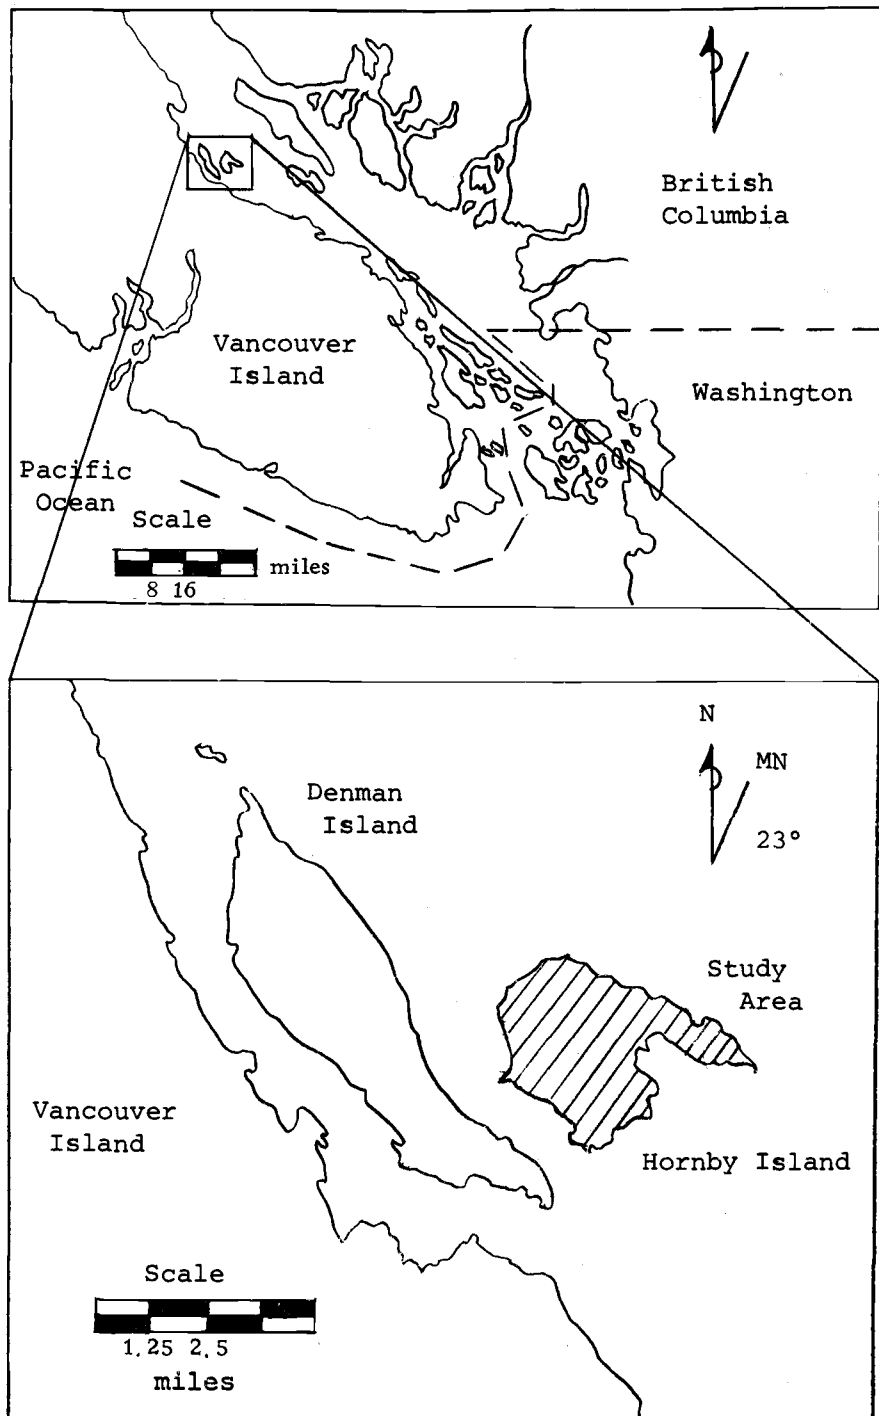 British
Columbia
Vancouver
Island
Washington
Pacific
Ocean
Scale
miles
8 16
N
MN
23°
Denman
Island
Study
Area
Vancouver
Island
Hornby Island
Scale
1.25 2.5
miles